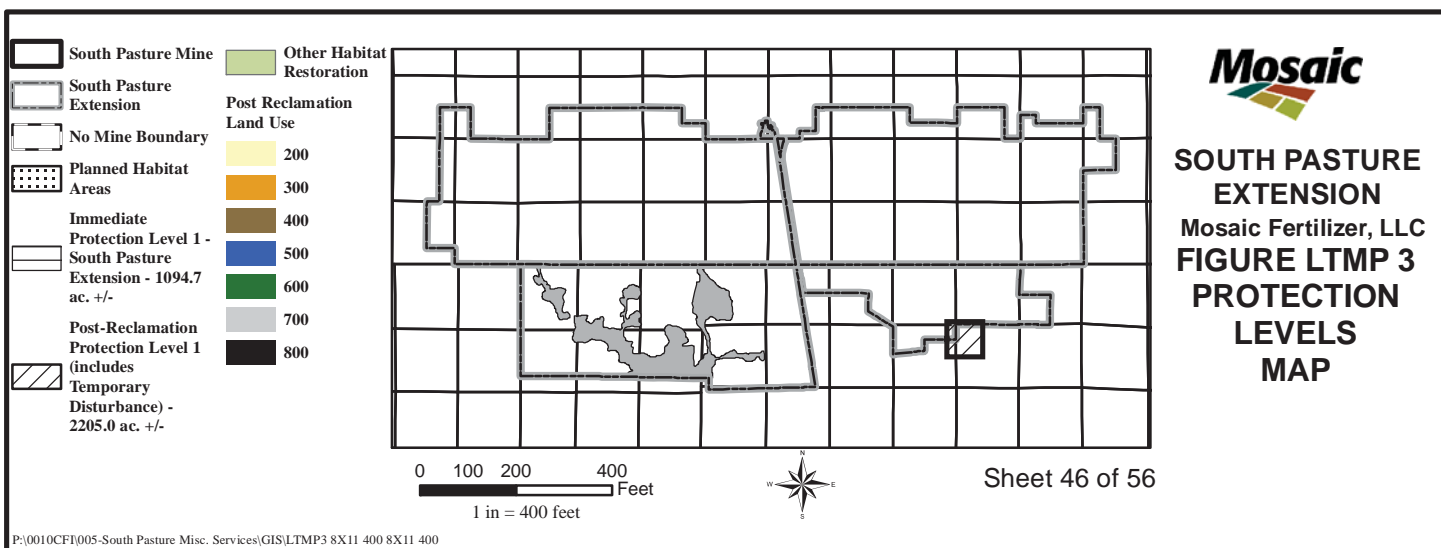 South Pasture Mine
South Pasture
Extension
No Mine Boundary
Planned Habitat
Areas
Immediate
Protection Level 1 -
South Pasture
Extension - 1094.7
ac. +/-
Post-Reclamation
Protection Level 1
(includes
Temporary
Disturbance) -
2205.0 ac. +/-
Other Habitat
Restoration
Post Reclamation
Land Use
200
300
400
500
600
700
800
0 100 200 400
Feet
1 in = 400 feet
N
W E
S
Sheet 46 of 56
Mosaic
SOUTH PASTURE
EXTENSION
Mosaic Fertilizer, LLC
FIGURE LTMP 3
PROTECTION
LEVELS
MAP
P:\0010CFI\005-South Pasture Misc. Services\GIS\LTMP3 8X11 400 8X11 400